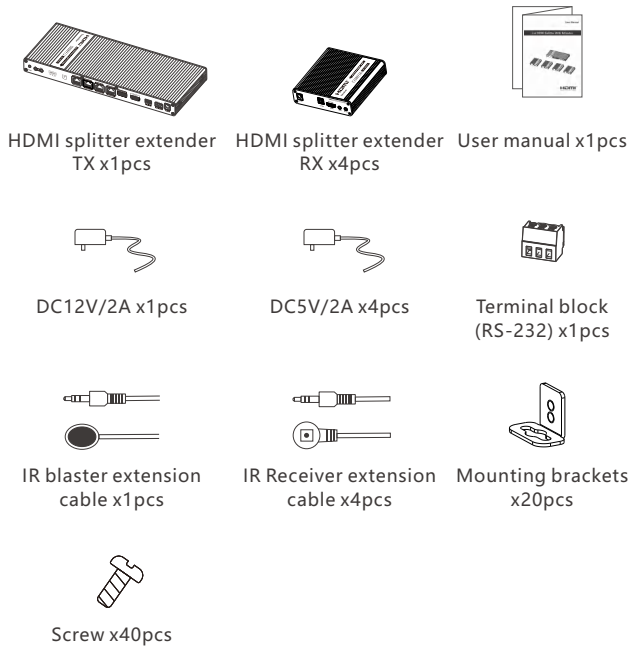 HDMI splitter extender
TX x1pcs
HDMI splitter extender
RX x4pcs
User manual x1pcs
DC12V/2A x1pcs
DC5V/2A x4pcs
Terminal block
(RS-232) x1pcs
IR blaster extension
cable x1pcs
IR Receiver extension
cable x4pcs
Mounting brackets
x20pcs
Screw x40pcs